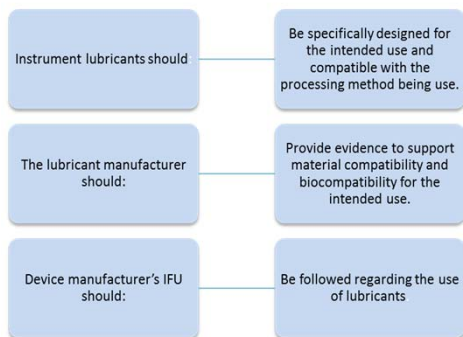 Instrument lubricants should:
Be specifically designed for
the intended use and
compatible with the
processing method being use.
The lubricant manufacturer
should:
Provide evidence to support
material compatibility and
biocompatibility for the
intended use.
Device manufacturer's IFU
should:
Be followed regarding the use
of lubricants.